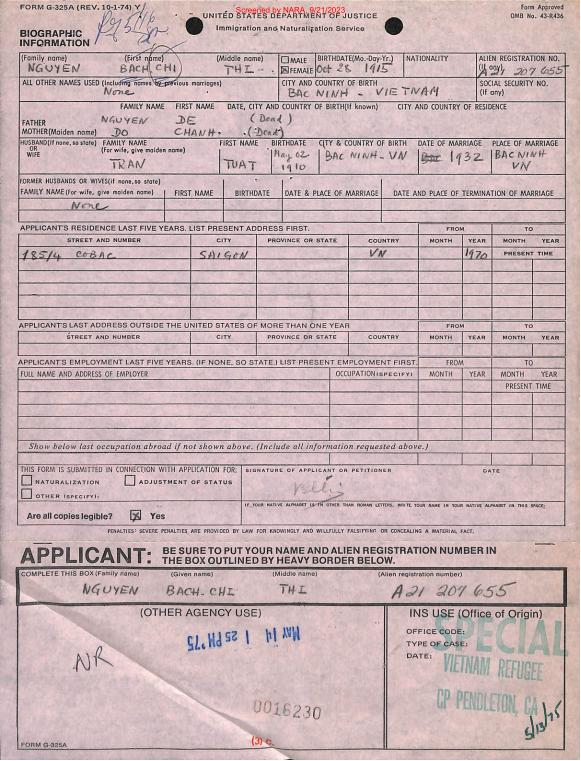 Screened by NARA, 9/21/2023
FORM G-325A (REV. 10-1-74) Y
Form Approved
OMB No. 43-R436
UNITED STATES DEPARTMENT OF JUSTICE
Immigration and Naturalization Service
BIOGRAPHIC
INFORMATION
(Family name) (First name) (Middle name) MALE FEMALE BIRTHDATE(Mo.-Day-Yr.) NATIONALITY ALIEN REGISTRATION NO. (If any)
NGUYEN BACH CHI THI Oct 28 1915 A21 207 655
ALL OTHER NAMES USED (Including names by previous marriages) CITY AND COUNTRY OF BIRTH SOCIAL SECURITY NO. (If any)
None BAC NINH - VIETNAM
FAMILY NAME FIRST NAME DATE, CITY AND COUNTRY OF BIRTH(If known) CITY AND COUNTRY OF RESIDENCE
FATHER NGUYEN DE (Dead)
MOTHER(Maiden name) DO CHANH. (Dead)
HUSBAND(If none, so state) OR WIFE FAMILY NAME (For wife, give maiden name) FIRST NAME BIRTHDATE CITY & COUNTRY OF BIRTH DATE OF MARRIAGE PLACE OF MARRIAGE
TRAN TUAT May 02 1910 BAC NINH-VN 1932 BAC NINH VN
FORMER HUSBANDS OR WIVES(if none, so state)
FAMILY NAME (For wife, give maiden name) FIRST NAME BIRTHDATE DATE & PLACE OF MARRIAGE DATE AND PLACE OF TERMINATION OF MARRIAGE
None
APPLICANT'S RESIDENCE LAST FIVE YEARS. LIST PRESENT ADDRESS FIRST. FROM TO
STREET AND NUMBER CITY PROVINCE OR STATE COUNTRY MONTH YEAR MONTH YEAR
185/4 COBAC SAIGON VN 1970 PRESENT TIME
APPLICANT'S LAST ADDRESS OUTSIDE THE UNITED STATES OF MORE THAN ONE YEAR FROM TO
STREET AND NUMBER CITY PROVINCE OR STATE COUNTRY MONTH YEAR MONTH YEAR
APPLICANT'S EMPLOYMENT LAST FIVE YEARS. (IF NONE, SO STATE.) LIST PRESENT EMPLOYMENT FIRST. FROM TO
FULL NAME AND ADDRESS OF EMPLOYER OCCUPATION (SPECIFY) MONTH YEAR MONTH YEAR
PRESENT TIME
Show below last occupation abroad if not shown above. (Include all information requested above.)
THIS FORM IS SUBMITTED IN CONNECTION WITH APPLICATION FOR: SIGNATURE OF APPLICANT OR PETITIONER DATE
NATURALIZATION ADJUSTMENT OF STATUS
OTHER (SPECIFY):
IF YOUR NATIVE ALPHABET IS IN OTHER THAN ROMAN LETTERS, WRITE YOUR NAME IN YOUR NATIVE ALPHABET IN THIS SPACE:
Are all copies legible? X Yes
PENALTIES: SEVERE PENALTIES ARE PROVIDED BY LAW FOR KNOWINGLY AND WILLFULLY FALSIFYING OR CONCEALING A MATERIAL FACT.
APPLICANT: BE SURE TO PUT YOUR NAME AND ALIEN REGISTRATION NUMBER IN
THE BOX OUTLINED BY HEAVY BORDER BELOW.
COMPLETE THIS BOX (Family name) (Given name) (Middle name) (Alien registration number)
NGUYEN BACH-CHI THI A21 207 655
(OTHER AGENCY USE) INS USE (Office of Origin)
MAY 14 1 25 PM '75
NR
OFFICE CODE:
TYPE OF CASE:
DATE:
SPECIAL
VIETNAM REFUGEE
CP PENDLETON, CA
5/13/75
0016230
FORM G-325A
(3) C.